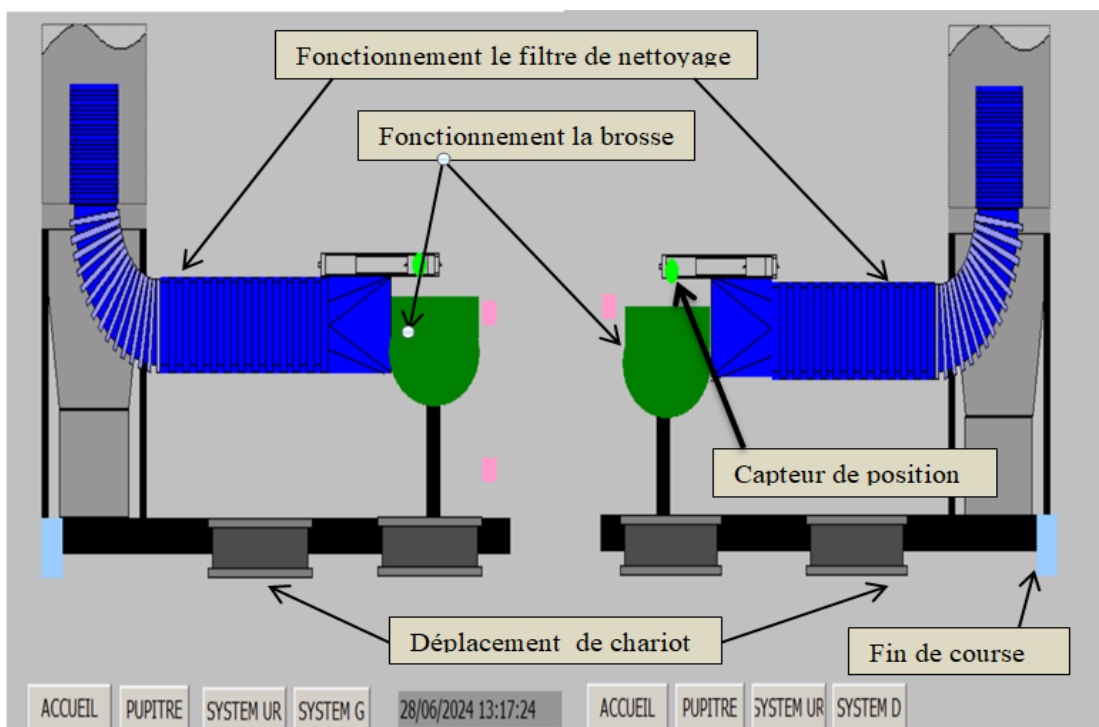 Fonctionnement le filtre de nettoyage
Fonctionnement la brosse
Capteur de position
Déplacement de chariot
Fin de course
ACCUEIL
PUPITRE
SYSTEM UR
SYSTEM G
28/06/2024 13:17:24
ACCUEIL
PUPITRE
SYSTEM UR
SYSTEM D